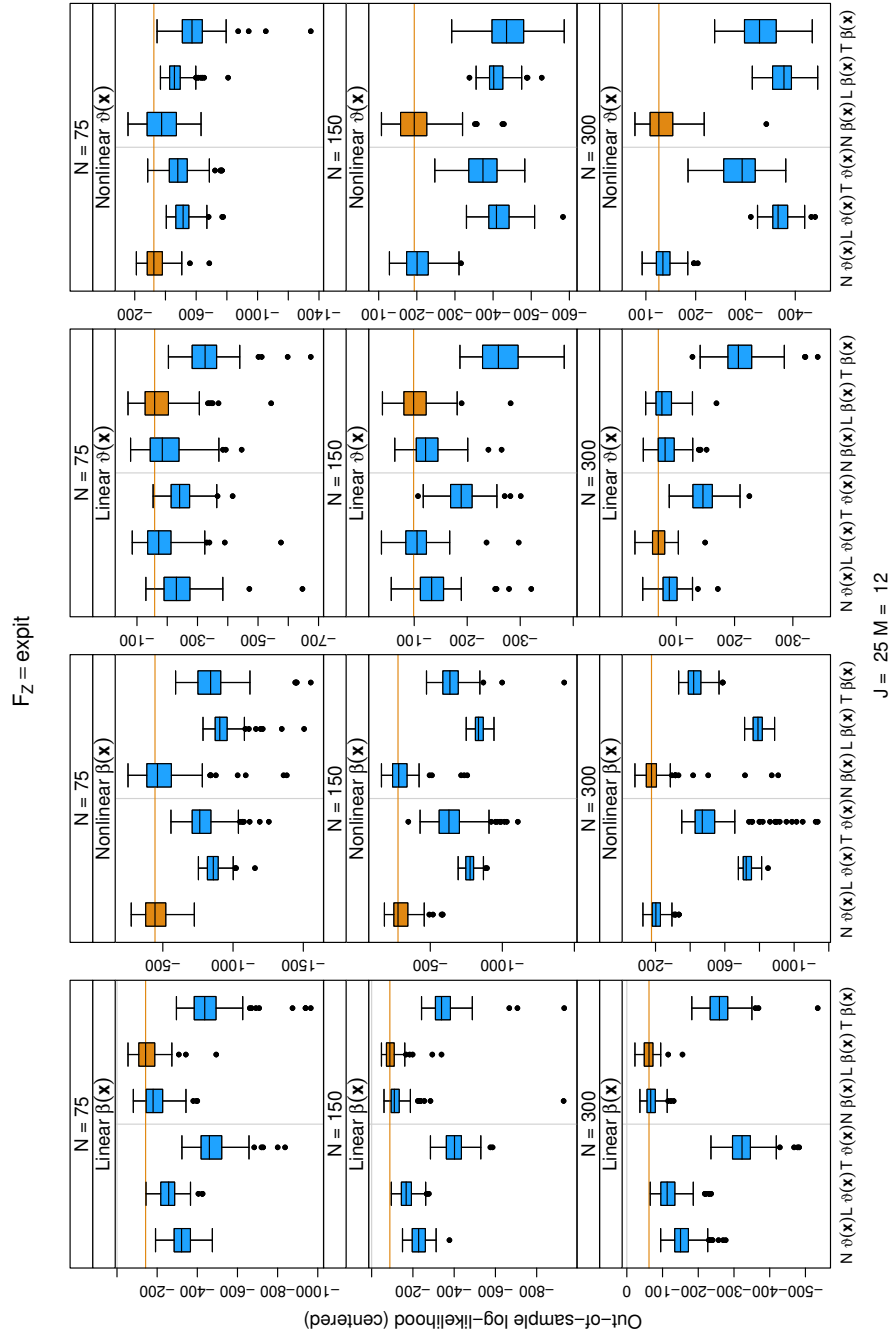 F_Z = expit
Out−of−sample log−likelihood (centered)
N = 75
Linear β(x)
−200
−400
−600
−800
−1000
N = 75
Nonlinear β(x)
−500
−1000
−1500
N = 75
Linear ϑ(x)
−100
−300
−500
−700
N = 75
Nonlinear ϑ(x)
−200
−600
−1000
−1400
N = 150
Linear β(x)
−200
−400
−600
−800
N = 150
Nonlinear β(x)
−500
−1000
N = 150
Linear ϑ(x)
−100
−200
−300
N = 150
Nonlinear ϑ(x)
−100
−200
−300
−400
−500
−600
N = 300
Linear β(x)
0
−100
−200
−300
−400
−500
N = 300
Nonlinear β(x)
−200
−600
−1000
N = 300
Linear ϑ(x)
−100
−200
−300
N = 300
Nonlinear ϑ(x)
−100
−200
−300
−400
N ϑ(x) L ϑ(x) T ϑ(x) N β(x) L β(x) T β(x)
N ϑ(x) L ϑ(x) T ϑ(x) N β(x) L β(x) T β(x)
N ϑ(x) L ϑ(x) T ϑ(x) N β(x) L β(x) T β(x)
N ϑ(x) L ϑ(x) T ϑ(x) N β(x) L β(x) T β(x)
J = 25 M = 12